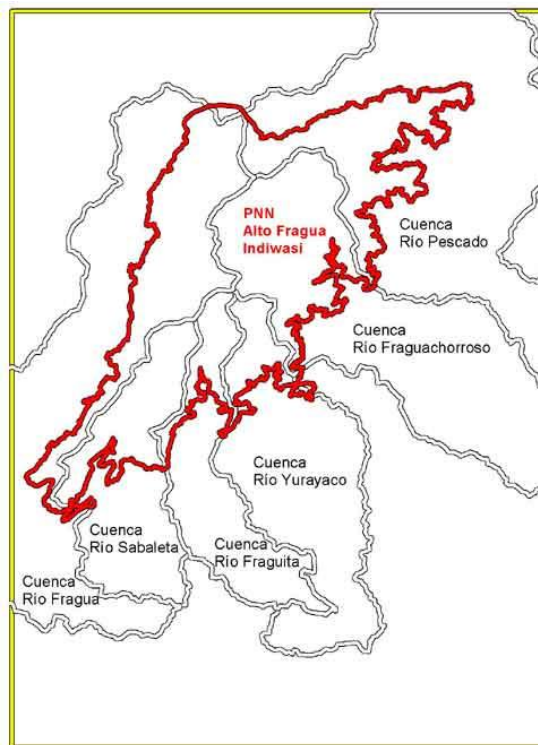 PNN
Alto Fragua
Indiwasi
Cuenca
Río Pescado
Cuenca
Río Fraguachorroso
Cuenca
Río Yurayaco
Cuenca
Rio Sabaleta
Cuenca
Río Fraguita
Cuenca
Río Fragua